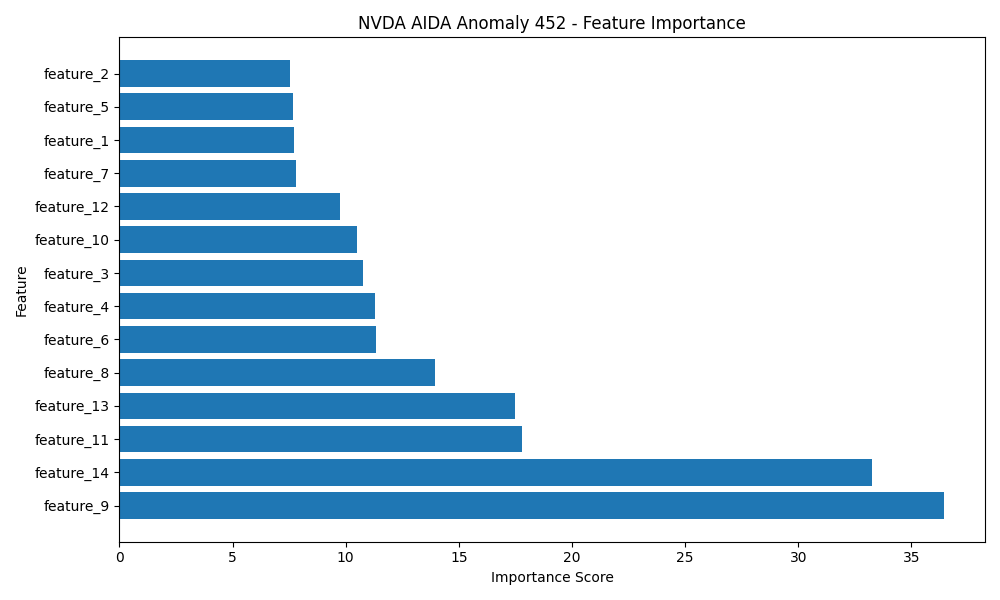 NVDA AIDA Anomaly 452 - Feature Importance
feature_2
feature_5
feature_1
feature_7
feature_12
feature_10
feature_3
feature_4
feature_6
feature_8
feature_13
feature_11
feature_14
feature_9
Feature
0 5 10 15 20 25 30 35
Importance Score